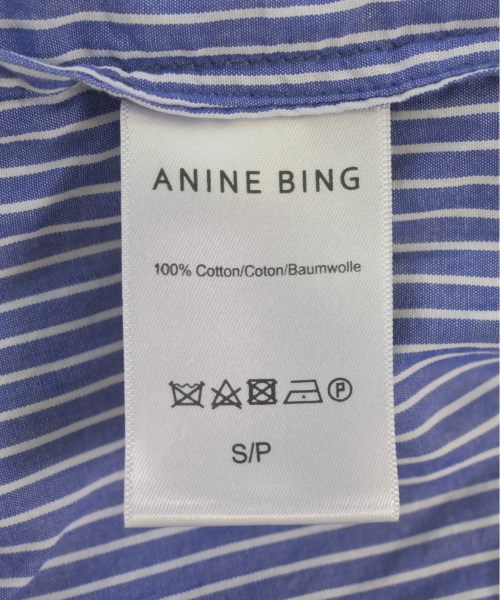 ANINE BING
100% Cotton/Coton/Baumwolle
P
S/P